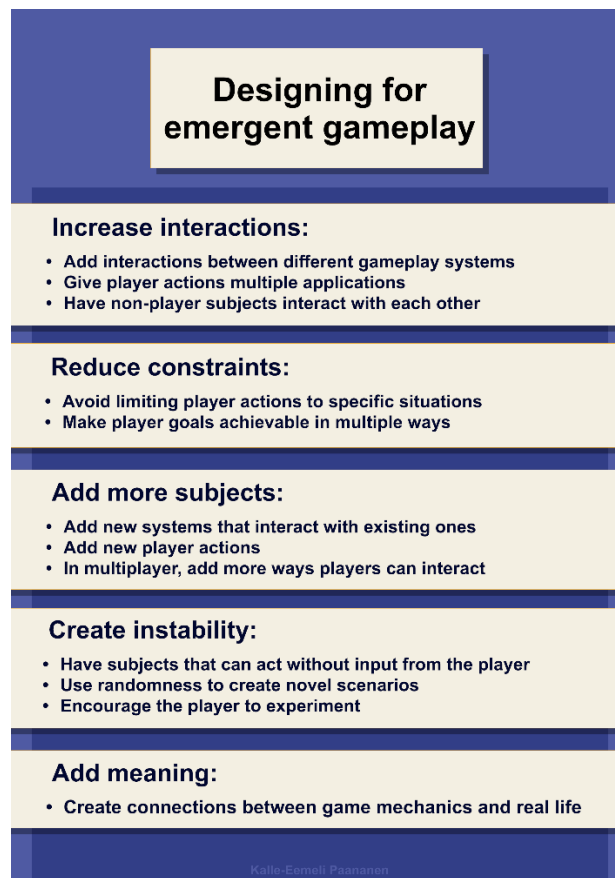 Designing for
emergent gameplay
Increase interactions:
• Add interactions between different gameplay systems
• Give player actions multiple applications
• Have non-player subjects interact with each other
Reduce constraints:
• Avoid limiting player actions to specific situations
• Make player goals achievable in multiple ways
Add more subjects:
• Add new systems that interact with existing ones
• Add new player actions
• In multiplayer, add more ways players can interact
Create instability:
• Have subjects that can act without input from the player
• Use randomness to create novel scenarios
• Encourage the player to experiment
Add meaning:
• Create connections between game mechanics and real life
Kalle-Eemeli Paananen